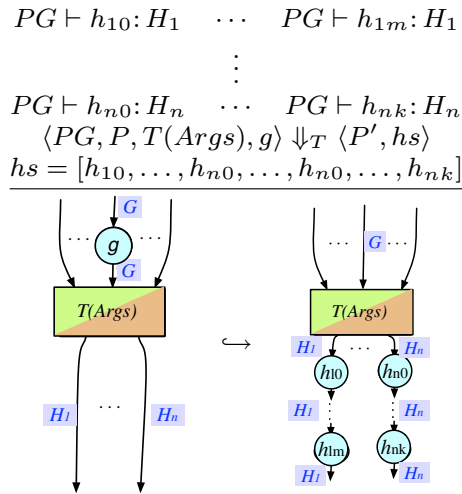 PG ⊢ h₁₀: H₁ ⋯ PG ⊢ h₁ₘ: H₁
⋮
PG ⊢ hₙ₀: Hₙ ⋯ PG ⊢ hₙₖ: Hₙ
⟨PG, P, T(Args), g⟩ ⇓_T ⟨P′, hs⟩
hs = [h₁₀, …, hₙ₀, …, hₙ₀, …, hₙₖ]
G
⋯ g ⋯
G
T(Args)
H₁ ⋯ Hₙ
↪
⋯ G ⋯
T(Args)
H₁ ⋯ Hₙ
hl0 hn0
H₁ ⋯ Hₙ
hlm hnk
H₁ Hₙ